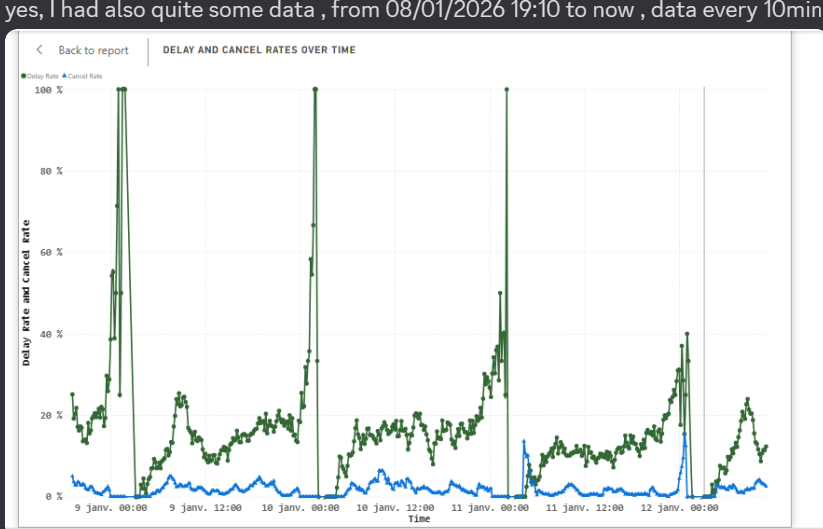 yes, I had also quite some data , from 08/01/2026 19:10 to now , data every 10min
Back to report
DELAY AND CANCEL RATES OVER TIME
Delay Rate Cancel Rate
100 %
80 %
60 %
40 %
20 %
0 %
Delay Rate and Cancel Rate
9 janv. 00:00 9 janv. 12:00 10 janv. 00:00 10 janv. 12:00 11 janv. 00:00 11 janv. 12:00 12 janv. 00:00
Time